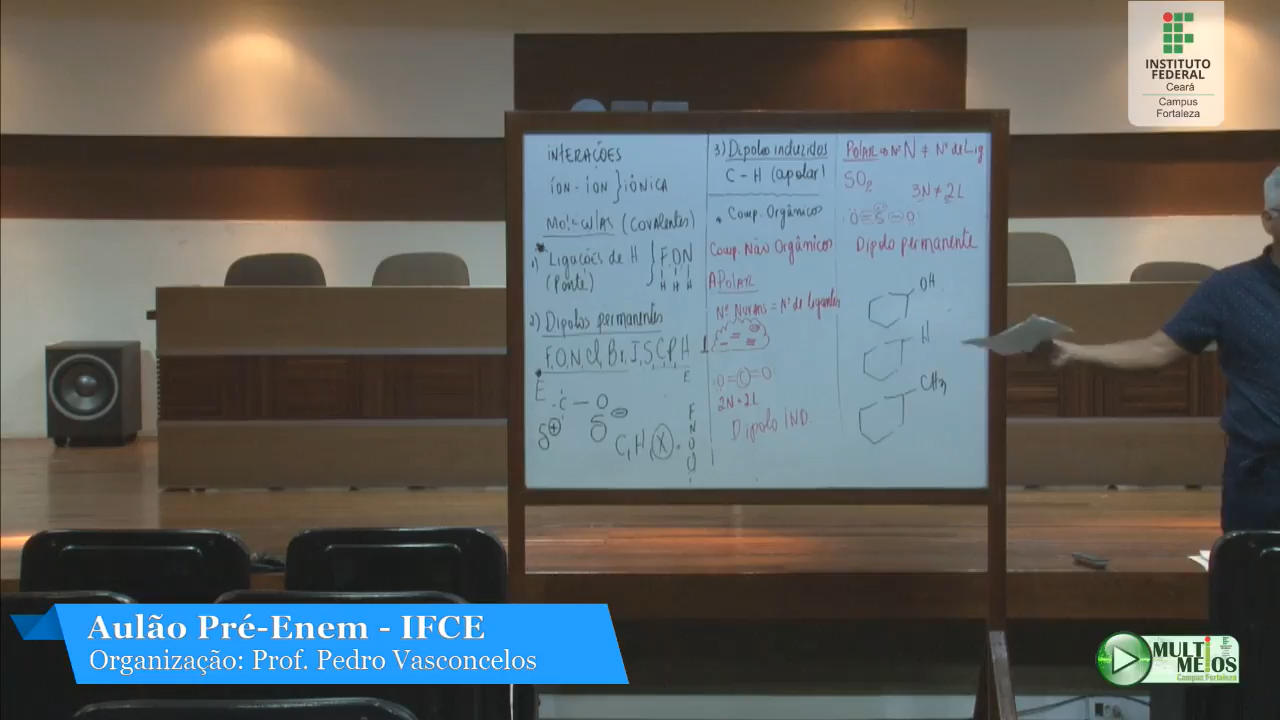 INTERAÇÕES
ÍON - ÍON } IÔNICA
(COVALENTES)
1) Ligações de H } F,O,N
(Ponte)
H H H
2) Dipolos permanentes
F,O,N,Cl,Br,I,S,C,P,H
E
E
C — O
δ⊕ δ⊖
C, H, (X)
F
N
O
3) Dipolos induzidos
C - H (apolar)
Comp. Orgânicos
Comp. Não Orgânicos
APOLAR
Nº Nuvens = Nº de ligantes
O=C=O
2N=2L
Dipolo IND.
POLAR ⇒ Nº N ≠ Nº de Lig
SO2
3N≠2L
Dipolo permanente
OH
H
CH3
INSTITUTO
FEDERAL
Ceará
Campus
Fortaleza
Aulão Pré-Enem - IFCE
Organização: Prof. Pedro Vasconcelos
MULTIMEIOS
Campus Fortaleza